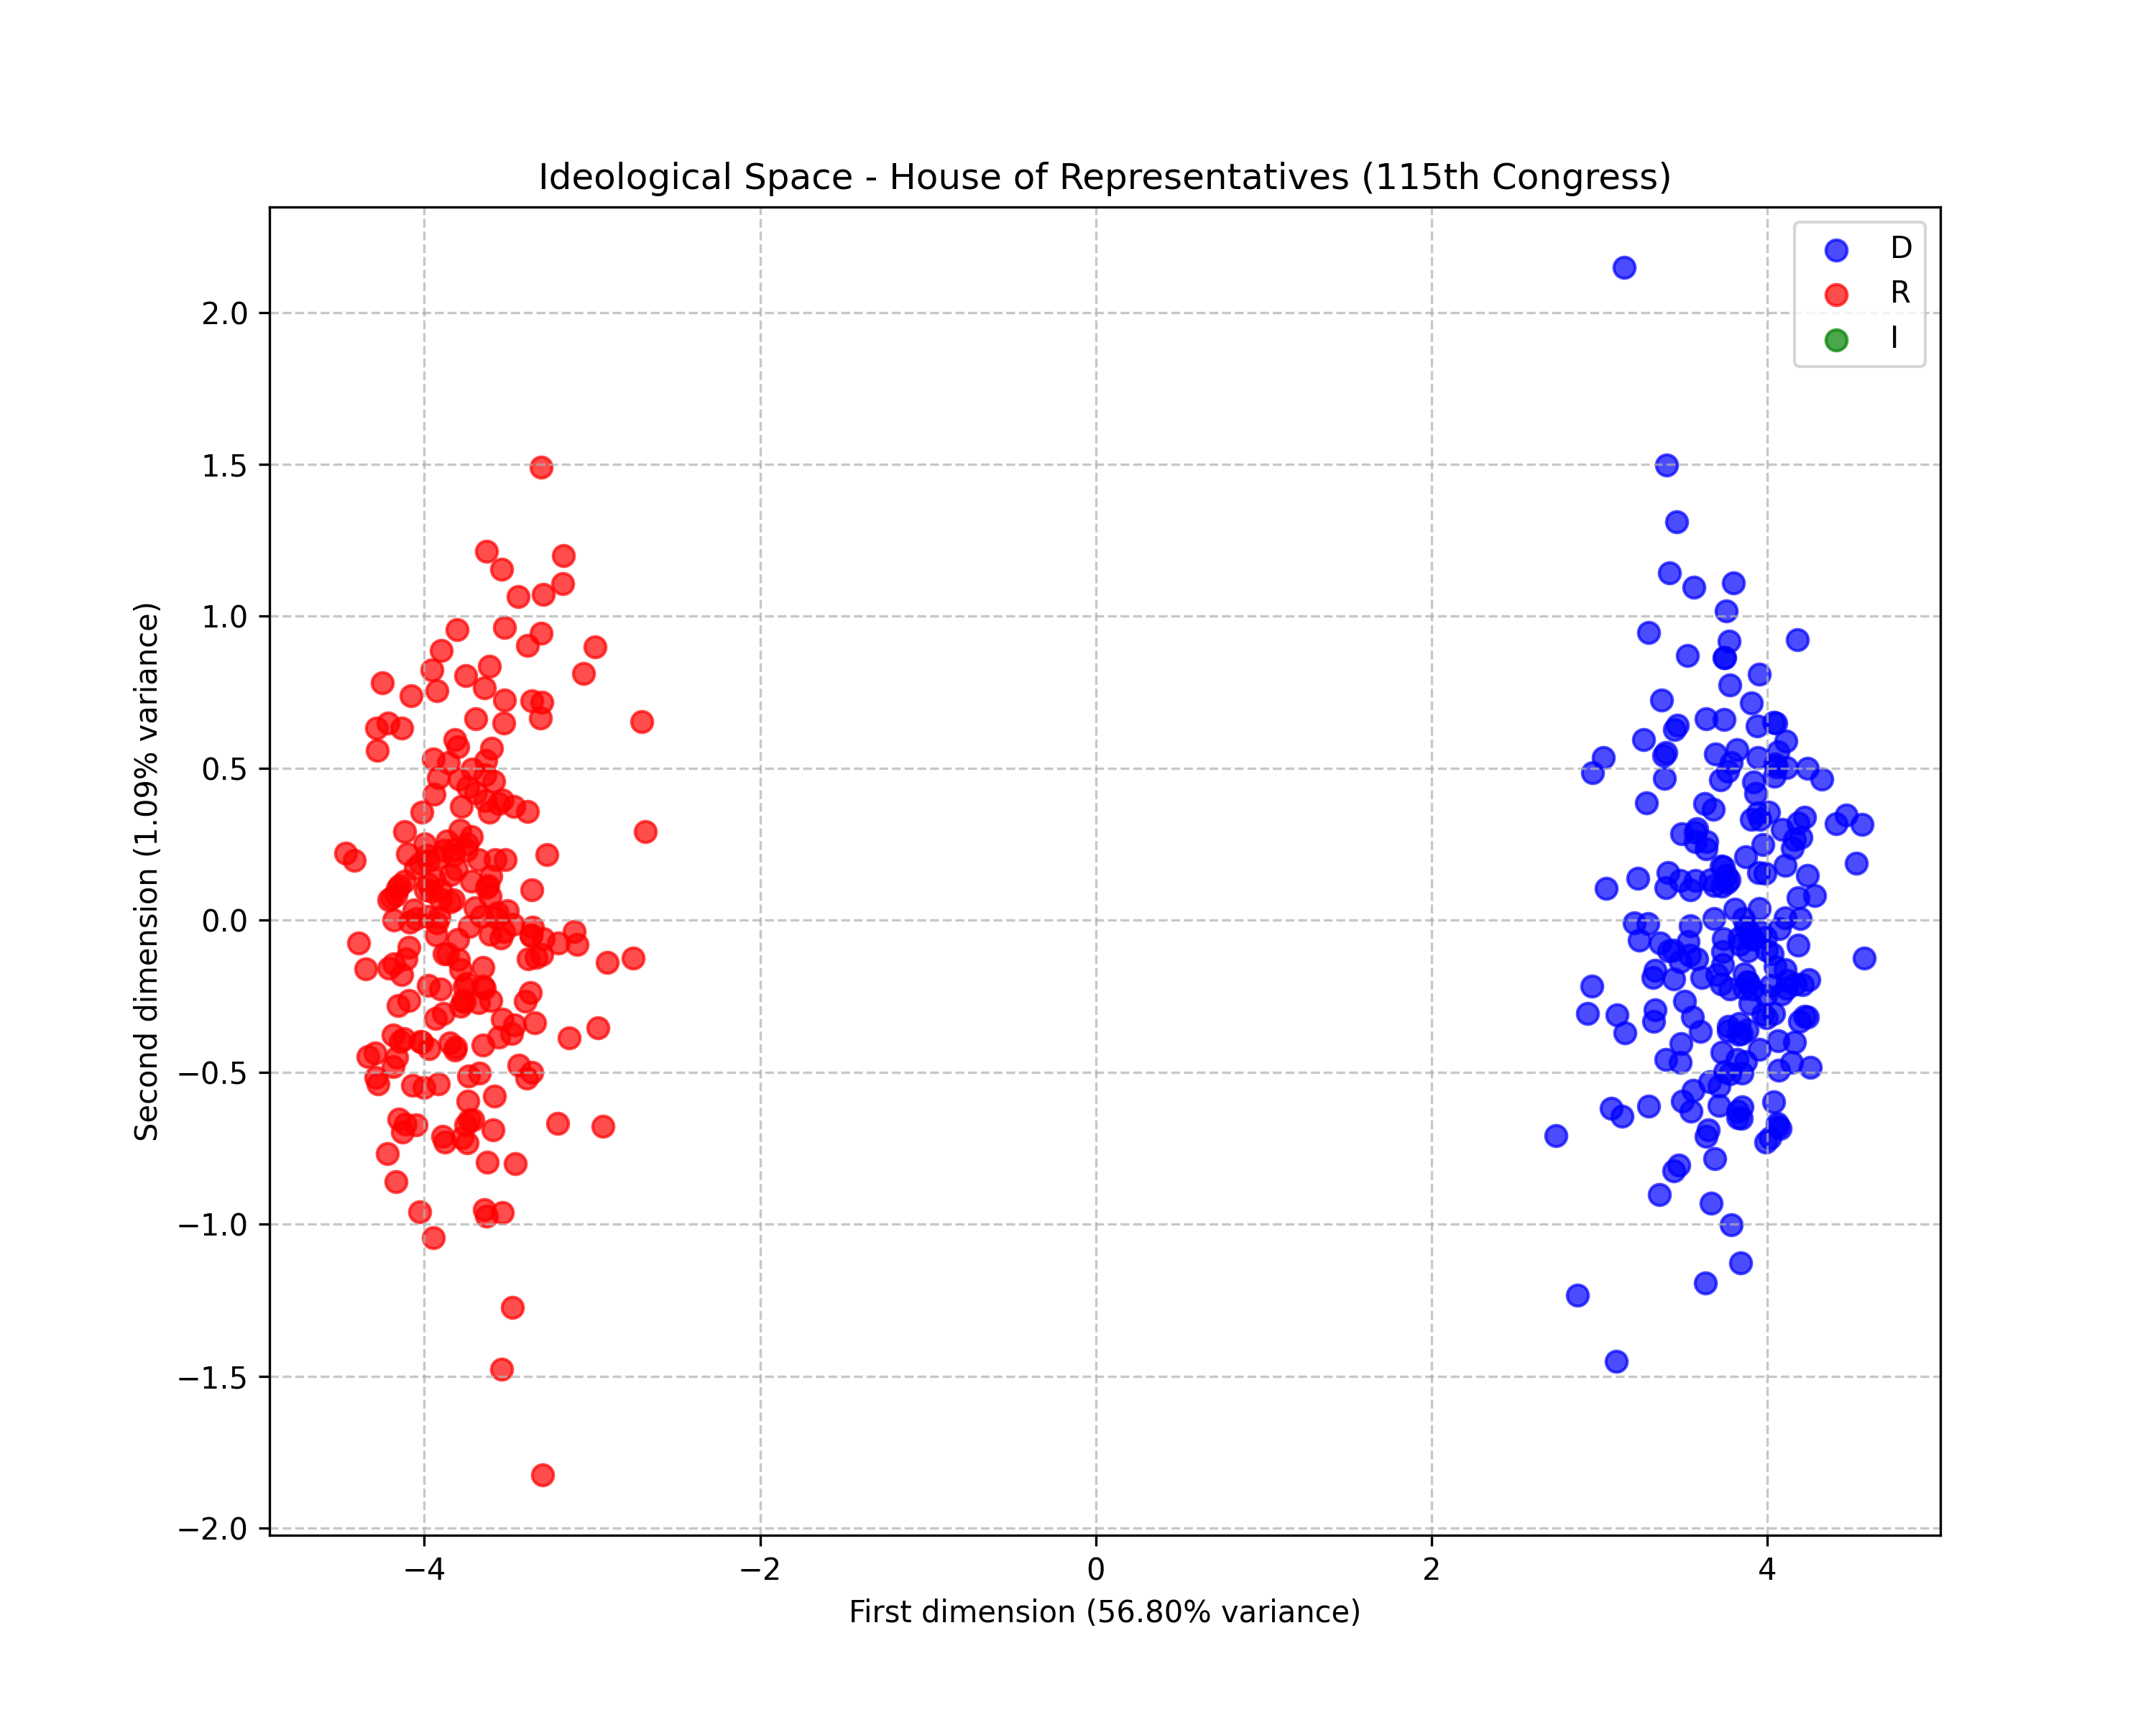 Ideological Space - House of Representatives (115th Congress)
D
R
I
2.0
1.5
1.0
0.5
0.0
−0.5
−1.0
−1.5
−2.0
Second dimension (1.09% variance)
−4
−2
0
2
4
First dimension (56.80% variance)